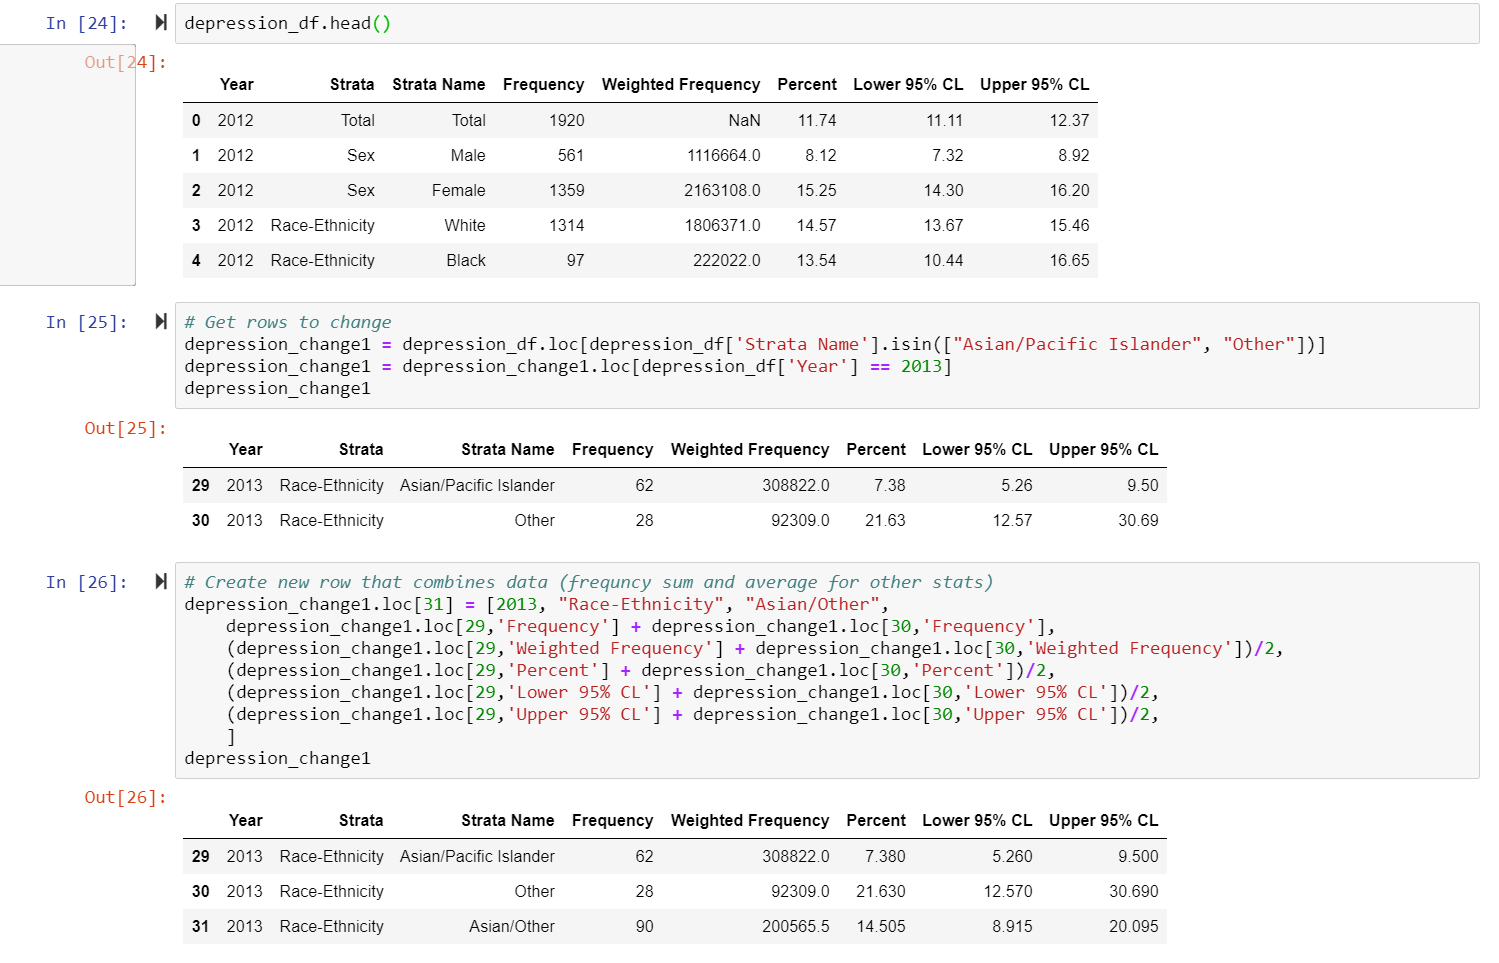 In [24]: depression_df.head()
Out[24]:
Year Strata Strata Name Frequency Weighted Frequency Percent Lower 95% CL Upper 95% CL
0 2012 Total Total 1920 NaN 11.74 11.11 12.37
1 2012 Sex Male 561 1116664.0 8.12 7.32 8.92
2 2012 Sex Female 1359 2163108.0 15.25 14.30 16.20
3 2012 Race-Ethnicity White 1314 1806371.0 14.57 13.67 15.46
4 2012 Race-Ethnicity Black 97 222022.0 13.54 10.44 16.65
In [25]: # Get rows to change
depression_change1 = depression_df.loc[depression_df['Strata Name'].isin(["Asian/Pacific Islander", "Other"])]
depression_change1 = depression_change1.loc[depression_df['Year'] == 2013]
depression_change1
Out[25]:
Year Strata Strata Name Frequency Weighted Frequency Percent Lower 95% CL Upper 95% CL
29 2013 Race-Ethnicity Asian/Pacific Islander 62 308822.0 7.38 5.26 9.50
30 2013 Race-Ethnicity Other 28 92309.0 21.63 12.57 30.69
In [26]: # Create new row that combines data (frequncy sum and average for other stats)
depression_change1.loc[31] = [2013, "Race-Ethnicity", "Asian/Other",
depression_change1.loc[29,'Frequency'] + depression_change1.loc[30,'Frequency'],
(depression_change1.loc[29,'Weighted Frequency'] + depression_change1.loc[30,'Weighted Frequency'])/2,
(depression_change1.loc[29,'Percent'] + depression_change1.loc[30,'Percent'])/2,
(depression_change1.loc[29,'Lower 95% CL'] + depression_change1.loc[30,'Lower 95% CL'])/2,
(depression_change1.loc[29,'Upper 95% CL'] + depression_change1.loc[30,'Upper 95% CL'])/2,
]
depression_change1
Out[26]:
Year Strata Strata Name Frequency Weighted Frequency Percent Lower 95% CL Upper 95% CL
29 2013 Race-Ethnicity Asian/Pacific Islander 62 308822.0 7.380 5.260 9.500
30 2013 Race-Ethnicity Other 28 92309.0 21.630 12.570 30.690
31 2013 Race-Ethnicity Asian/Other 90 200565.5 14.505 8.915 20.095